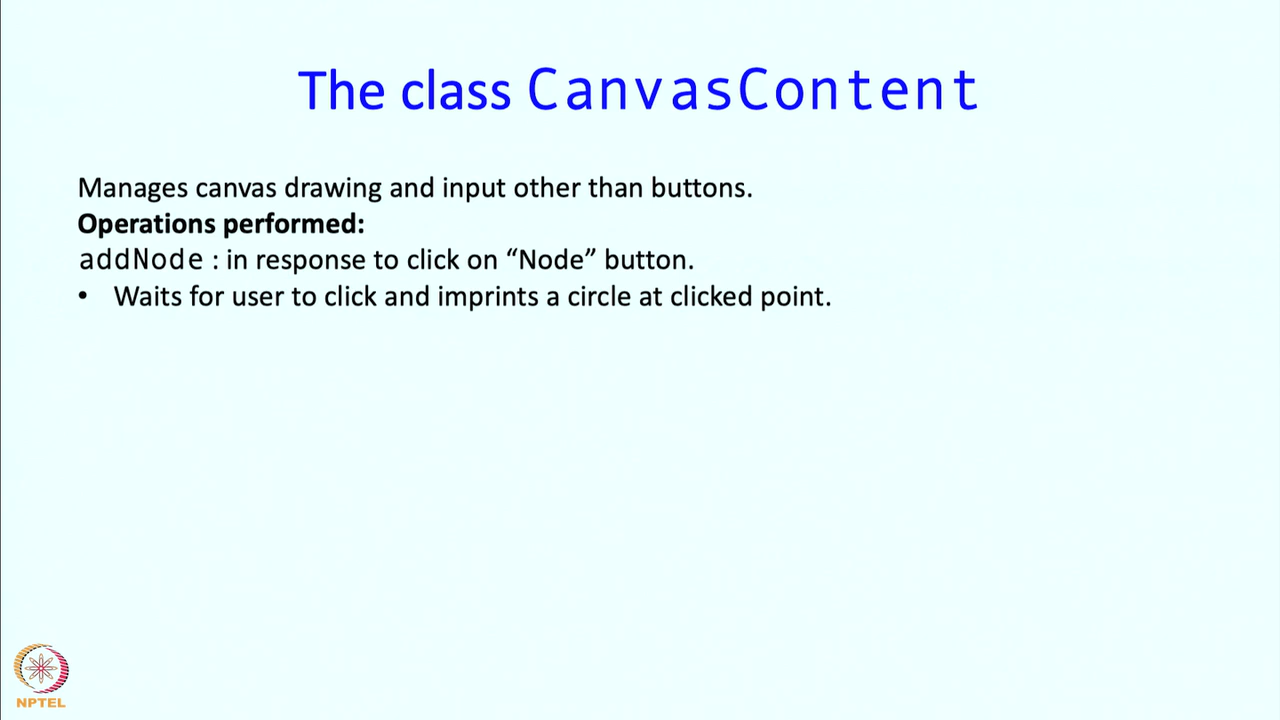 The class CanvasContent
Manages canvas drawing and input other than buttons.
Operations performed:
addNode : in response to click on “Node” button.
• Waits for user to click and imprints a circle at clicked point.
NPTEL